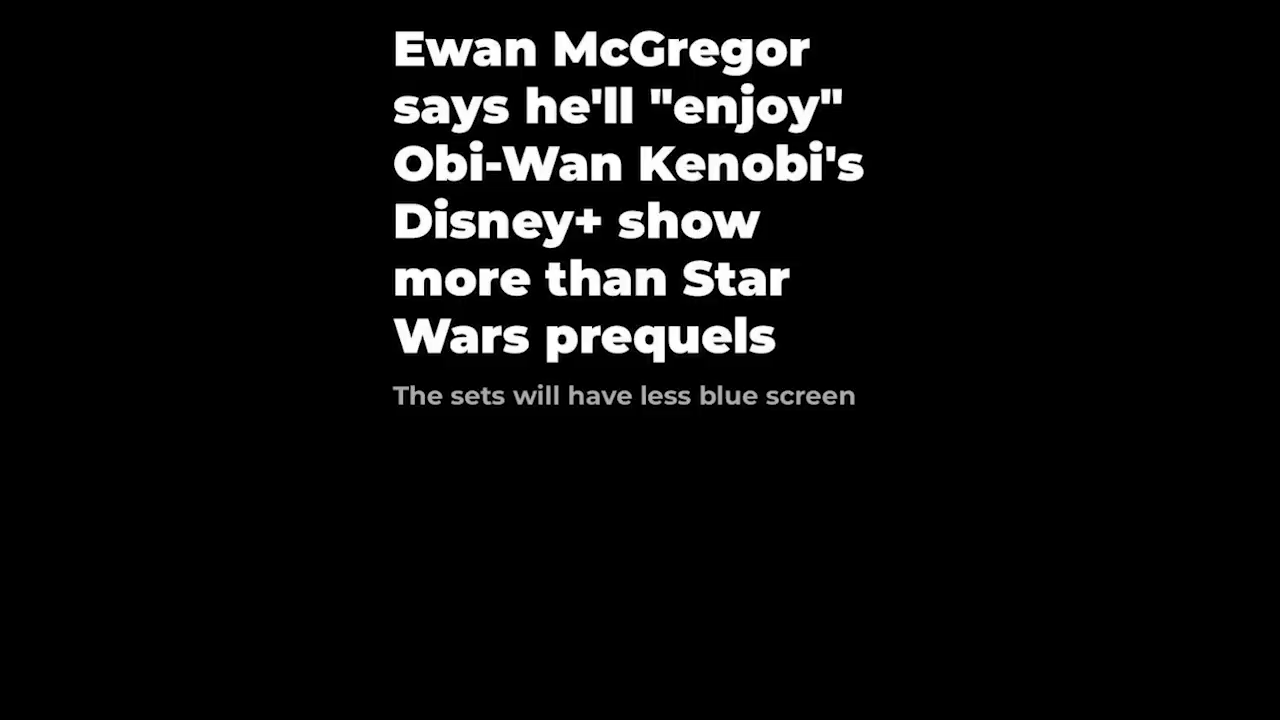 Ewan McGregor
says he'll "enjoy"
Obi-Wan Kenobi's
Disney+ show
more than Star
Wars prequels
The sets will have less blue screen